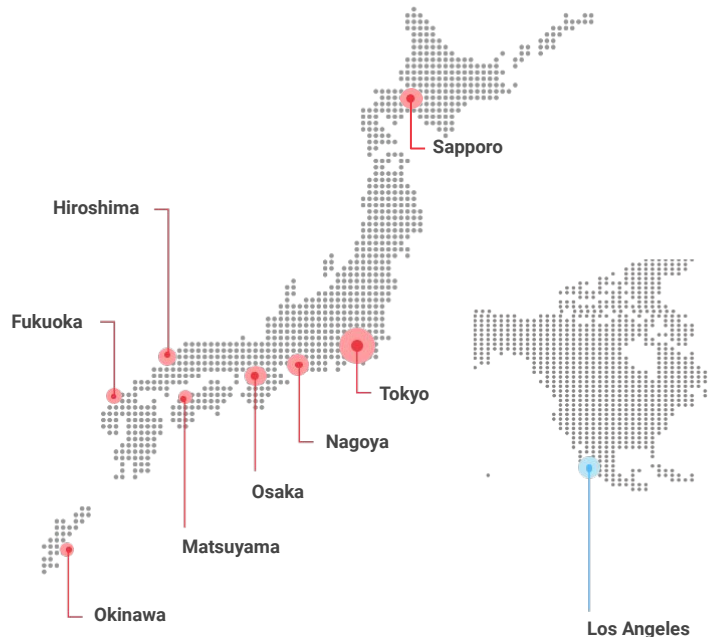 Sapporo
Hiroshima
Fukuoka
Tokyo
Nagoya
Osaka
Matsuyama
Okinawa
Los Angeles